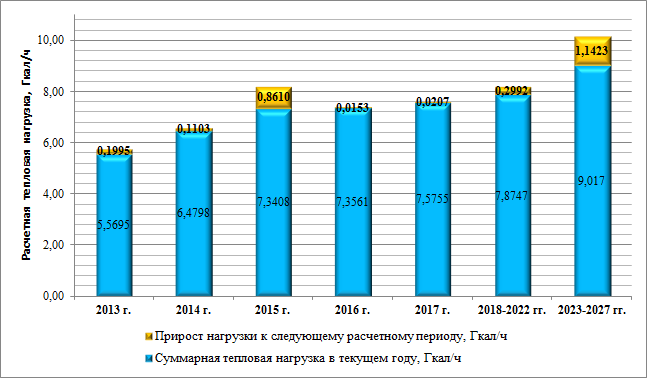 Расчетная тепловая нагрузка, Гкал/ч
10,00
8,00
6,00
4,00
2,00
0,00
0,1995
0,1103
0,8610
0,0153
0,0207
0,2992
1,1423
5,5695
6,4798
7,3408
7,3561
7,5755
7,8747
9,017
2013 г.
2014 г.
2015 г.
2016 г.
2017 г.
2018-2022 гг.
2023-2027 гг.
Прирост нагрузки к следующему расчетному периоду, Гкал/ч
Суммарная тепловая нагрузка в текущем году, Гкал/ч